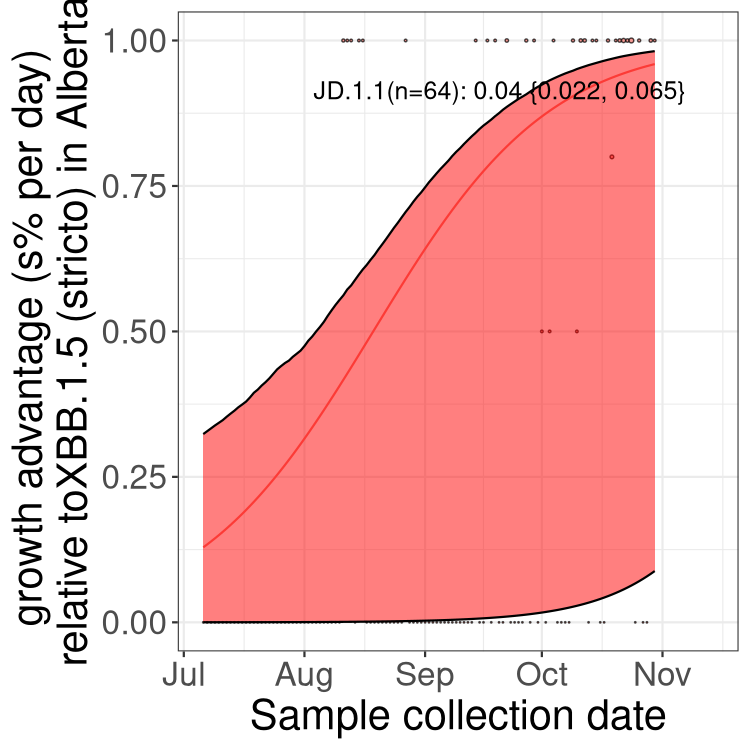 growth advantage (s% per day)
relative toXBB.1.5 (stricto) in Alberta
1.00
0.75
0.50
0.25
0.00
JD.1.1(n=64): 0.04 {0.022, 0.065}
Jul Aug Sep Oct Nov
Sample collection date